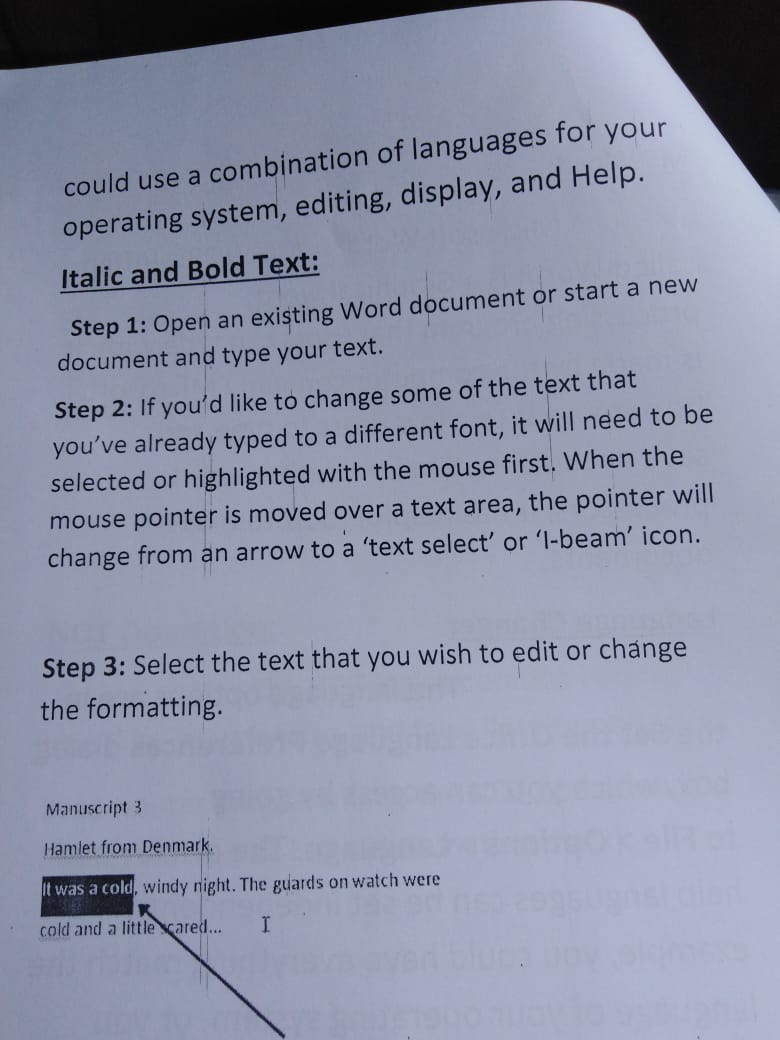 could use a combination of languages for your
operating system, editing, display, and Help.
Italic and Bold Text:
Step 1: Open an existing Word document or start a new
document and type your text.
Step 2: If you'd like to change some of the text that
you've already typed to a different font, it will need to be
selected or highlighted with the mouse first. When the
mouse pointer is moved over a text area, the pointer will
change from an arrow to a 'text select' or 'I-beam' icon.
Step 3: Select the text that you wish to edit or change
the formatting.
Manuscript 3
Hamlet from Denmark.
It was a cold, windy night. The guards on watch were
cold and a little scared...